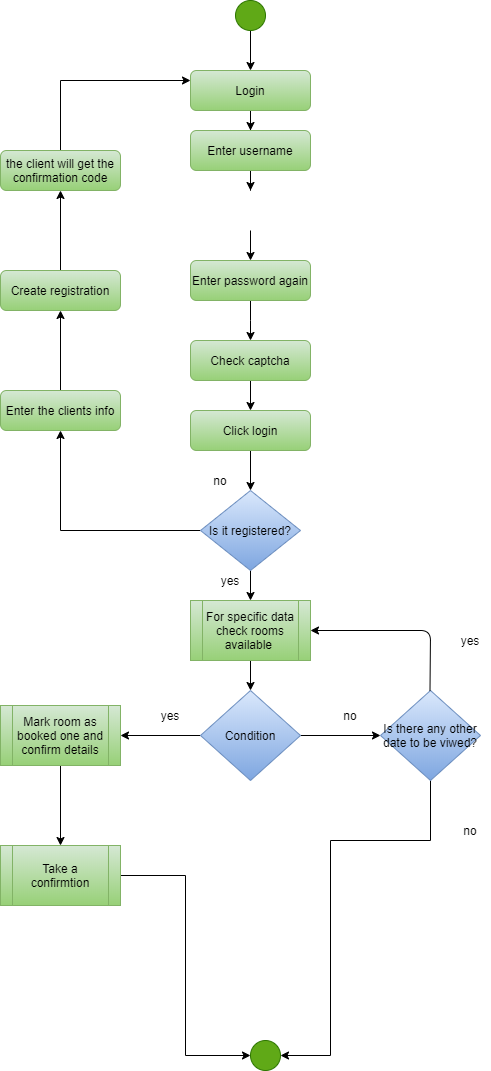 Login
Enter username
the client will get the
confirmation code
Enter password again
Create registration
Check captcha
Enter the clients info
Click login
no
Is it registered?
yes
For specific data
check rooms
available
yes
yes
no
Mark room as
booked one and
confirm details
Condition
Is there any other
date to be viwed?
no
Take a
confirmtion